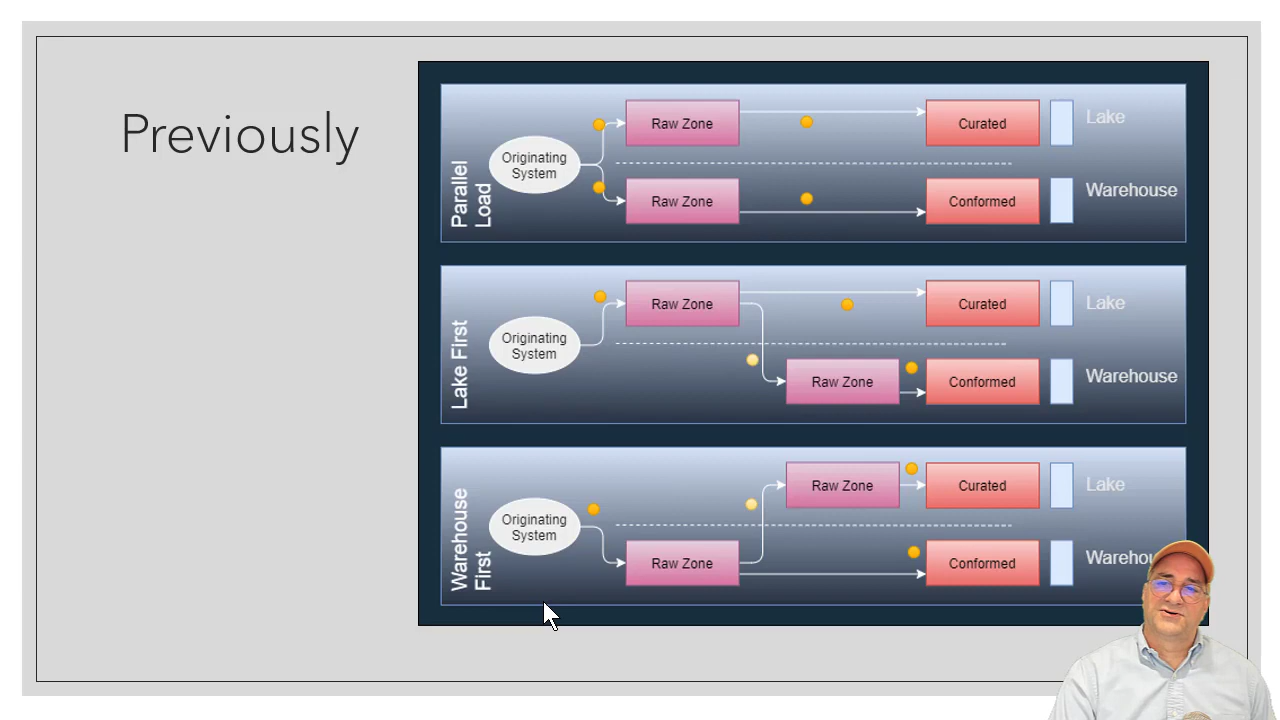 Previously
Parallel
Load
Originating
System
Raw Zone
Curated
Lake
Raw Zone
Conformed
Warehouse
Lake First
Originating
System
Raw Zone
Curated
Lake
Raw Zone
Conformed
Warehouse
Warehouse
First
Originating
System
Raw Zone
Curated
Lake
Raw Zone
Conformed